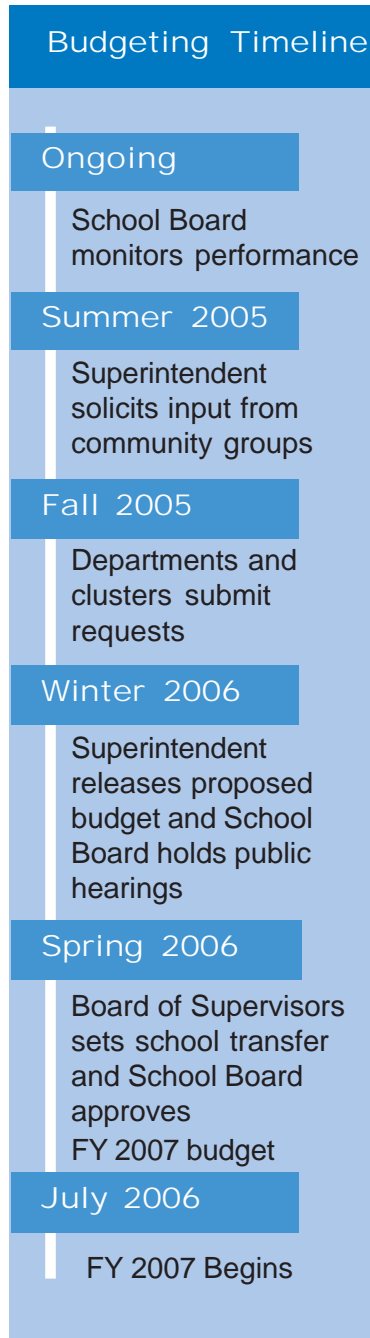 Budgeting Timeline
Ongoing
School Board
monitors performance
Summer 2005
Superintendent
solicits input from
community groups
Fall 2005
Departments and
clusters submit
requests
Winter 2006
Superintendent
releases proposed
budget and School
Board holds public
hearings
Spring 2006
Board of Supervisors
sets school transfer
and School Board
approves
FY 2007 budget
July 2006
FY 2007 Begins